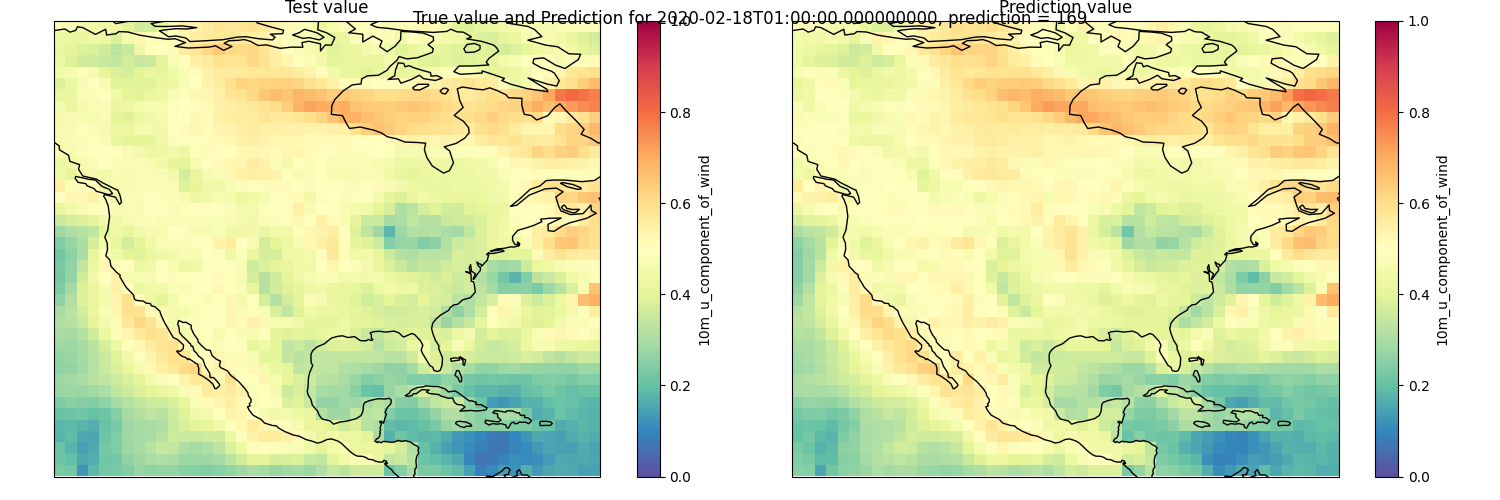 True value and Prediction for 2020-02-18T01:00:00.000000000, prediction = 169
Test value
1.0
0.8
0.6
0.4
0.2
0.0
10m_u_component_of_wind
Prediction value
1.0
0.8
0.6
0.4
0.2
0.0
10m_u_component_of_wind